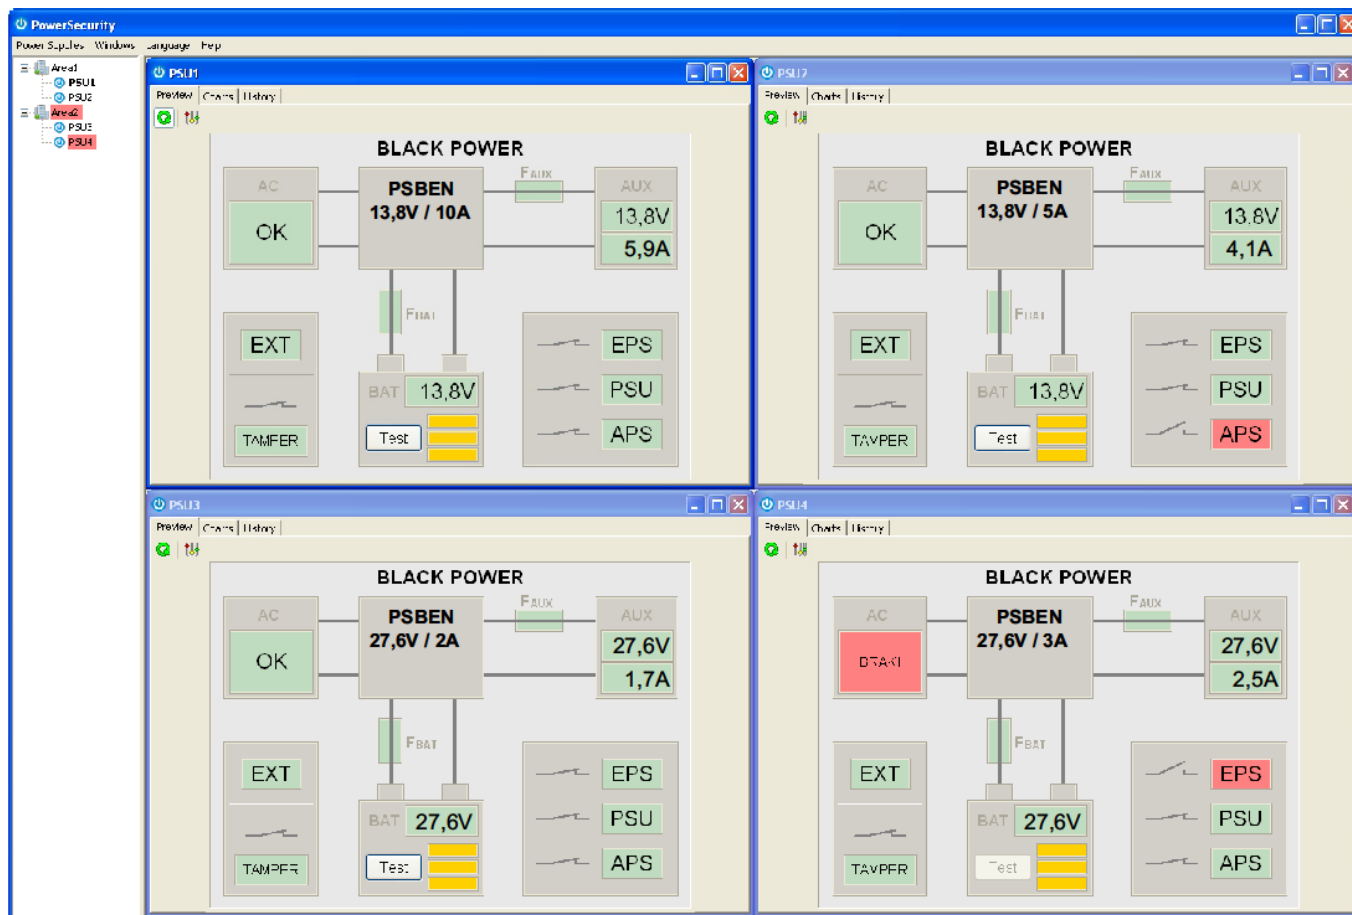 PowerSecurity
Power Supplies Windows Language Help
Area1
PSU1
PSU2
Area2
PSU3
PSU4
PSU1
Preview Charts History
BLACK POWER
AC
OK
PSBEN
13,8V / 10A
FAUX
AUX
13,8V
5,9A
FBAT
EXT
TAMPER
BAT 13,8V
Test
EPS
PSU
APS
PSU2
Preview Charts History
BLACK POWER
AC
OK
PSBEN
13,8V / 5A
FAUX
AUX
13,8V
4,1A
FBAT
EXT
TAMPER
BAT 13,8V
Test
EPS
PSU
APS
PSU3
Preview Charts History
BLACK POWER
AC
OK
PSBEN
27,6V / 2A
FAUX
AUX
27,6V
1,7A
FBAT
EXT
TAMPER
BAT 27,6V
Test
EPS
PSU
APS
PSU4
Preview Charts History
BLACK POWER
AC
PSBEN
27,6V / 3A
FAUX
AUX
27,6V
2,5A
FBAT
EXT
TAMPER
BAT 27,6V
Test
EPS
PSU
APS